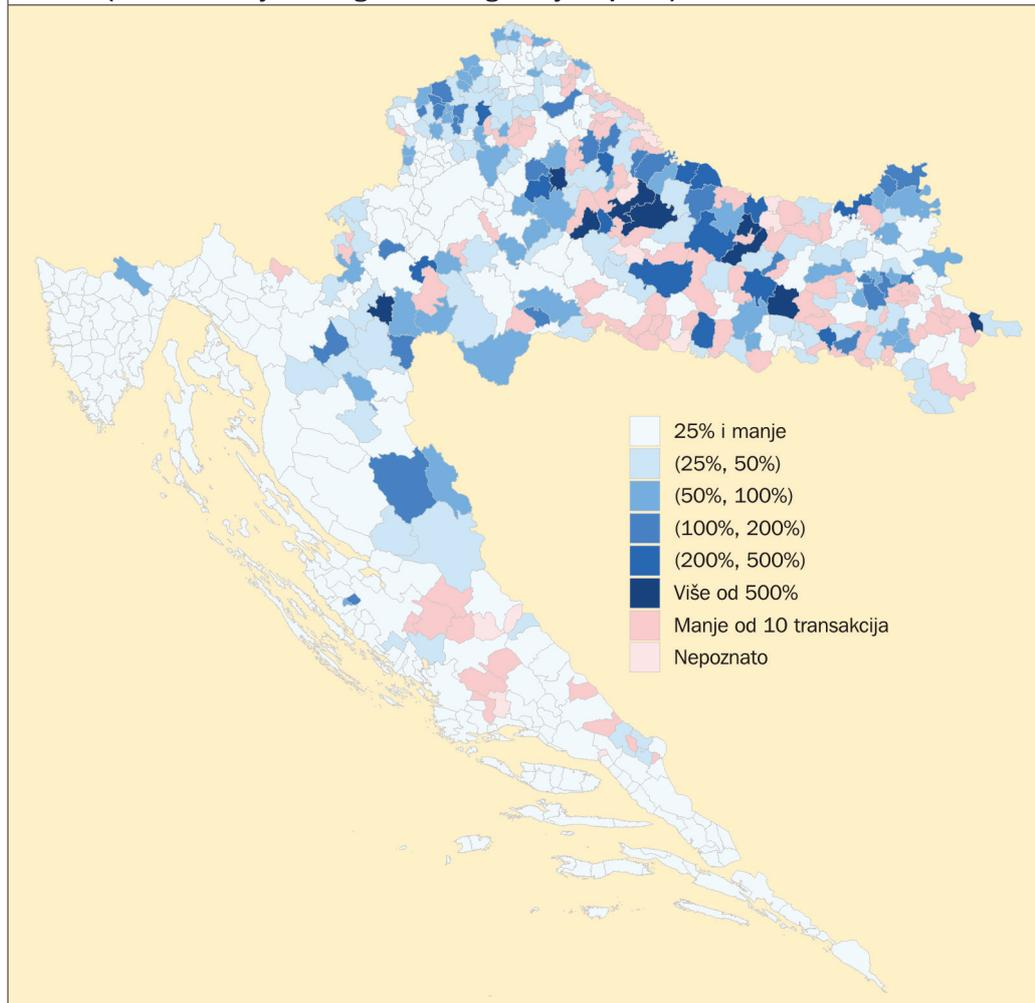 25% i manje
(25%, 50%)
(50%, 100%)
(100%, 200%)
(200%, 500%)
Više od 500%
Manje od 10 transakcija
Nepoznato